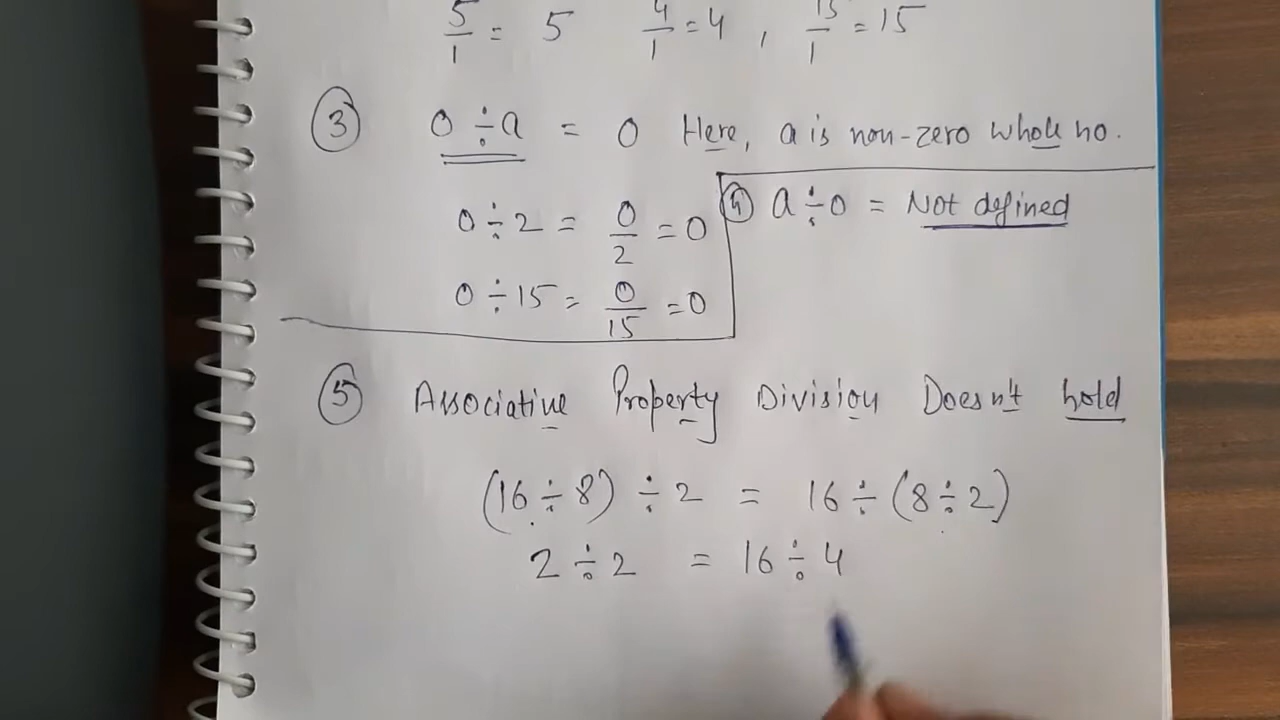 5/1 = 5 4/1 = 4 , 15/1 = 15
③ 0 ÷ a = 0 Here, a is non-zero whole no.
④ a ÷ 0 = Not defined
0 ÷ 2 = 0/2 = 0
0 ÷ 15 = 0/15 = 0
⑤ Associative Property Division Doesn't hold
(16 ÷ 8) ÷ 2 = 16 ÷ (8 ÷ 2)
2 ÷ 2 = 16 ÷ 4